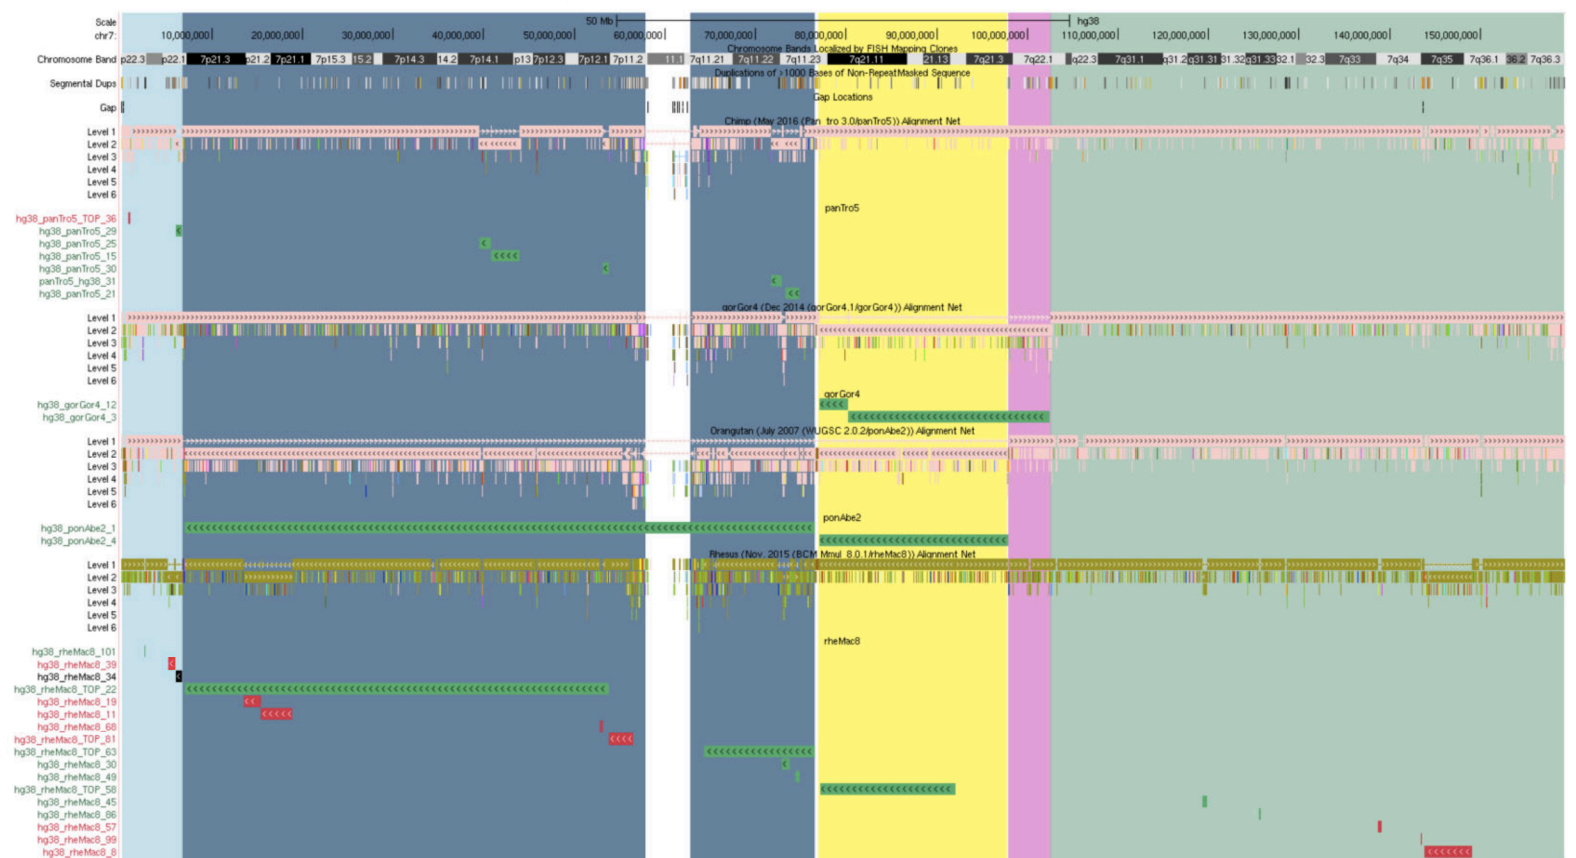 Scale 50 Mb hg38
chr7: 10,000,000 20,000,000 30,000,000 40,000,000 50,000,000 60,000,000 70,000,000 80,000,000 90,000,000 100,000,000 110,000,000 120,000,000 130,000,000 140,000,000 150,000,000
Chromosome Bands Localized by FISH Mapping Clones
Chromosome Band p22.3 p22.1 7p21.3 p21.2 7p21.1 7p15.3 15.2 7p14.3 14.2 7p14.1 p13 7p12.3 7p12.1 7p11.2 11.1 7q11.21 7q11.22 7q11.23 7q21.11 21.13 7q21.3 7q22.1 q22.3 7q31.1 q31.2 q31.31 31.32 q31.33 32.1 32.3 7q33 7q34 7q35 7q36.1 36.2 7q36.3
Duplications of >1000 Bases of Non-RepeatMasked Sequence
Segmental Dups
Gap Locations
Gap
Chimp (May 2016 (Pan_tro 3.0/panTro5)) Alignment Net
Level 1
Level 2
Level 3
Level 4
Level 5
Level 6
panTro5
hg38_panTro5_TOP_36
hg38_panTro5_29
hg38_panTro5_25
hg38_panTro5_15
hg38_panTro5_30
panTro5_hg38_31
hg38_panTro5_21
gorGor4 (Dec 2014 (gorGor4.1/gorGor4)) Alignment Net
Level 1
Level 2
Level 3
Level 4
Level 5
Level 6
gorGor4
hg38_gorGor4_12
hg38_gorGor4_3
Orangutan (July 2007 (WUGSC 2.0.2/ponAbe2)) Alignment Net
Level 1
Level 2
Level 3
Level 4
Level 5
Level 6
ponAbe2
hg38_ponAbe2_1
hg38_ponAbe2_4
Rhesus (Nov. 2015 (BCM Mmul_8.0.1/rheMac8)) Alignment Net
Level 1
Level 2
Level 3
Level 4
Level 5
Level 6
rheMac8
hg38_rheMac8_101
hg38_rheMac8_39
hg38_rheMac8_34
hg38_rheMac8_TOP_22
hg38_rheMac8_19
hg38_rheMac8_11
hg38_rheMac8_68
hg38_rheMac8_TOP_81
hg38_rheMac8_TOP_63
hg38_rheMac8_30
hg38_rheMac8_49
hg38_rheMac8_TOP_58
hg38_rheMac8_45
hg38_rheMac8_86
hg38_rheMac8_57
hg38_rheMac8_99
hg38_rheMac8_8